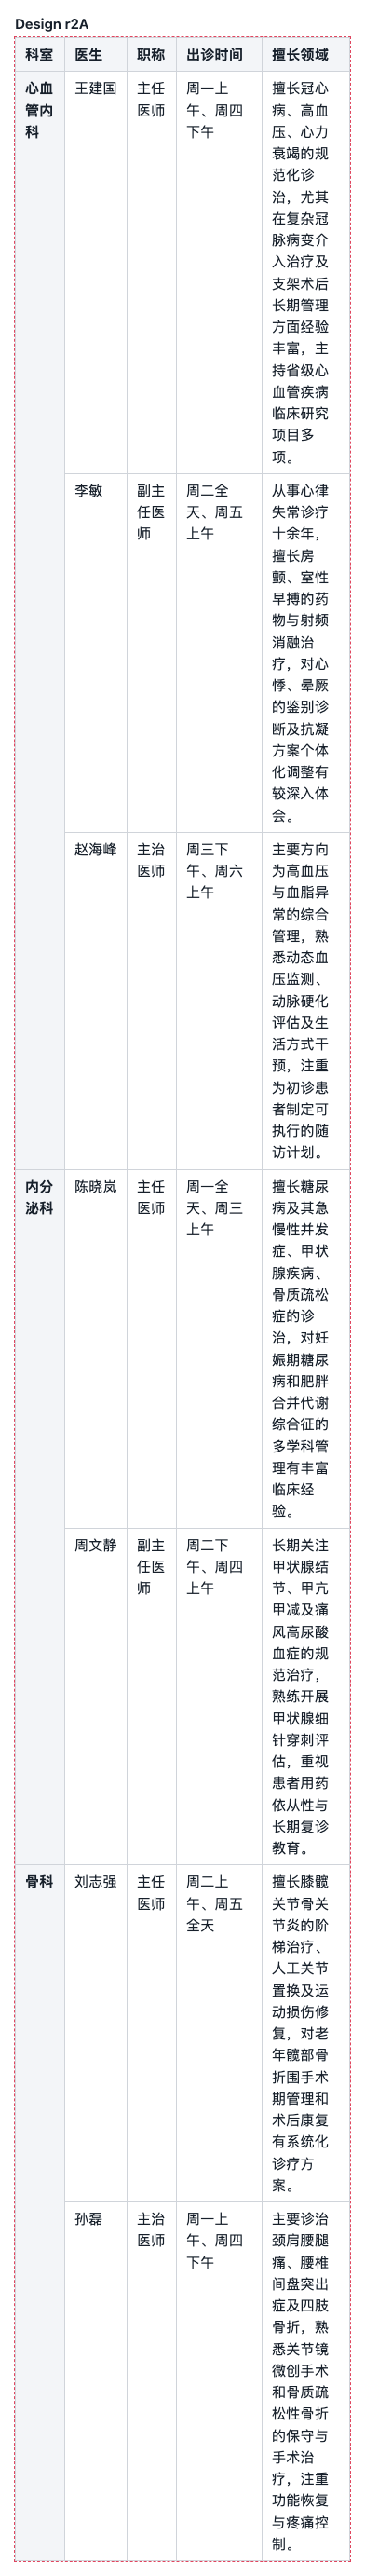 Design r2A
科室 医生 职称 出诊时间 擅长领域
心血
管内
科
王建国
主任
医师
周一上
午、周四
下午
擅长冠心
病、高血
压、心力
衰竭的规
范化诊
治，尤其
在复杂冠
脉病变介
入治疗及
支架术后
长期管理
方面经验
丰富，主
持省级心
血管疾病
临床研究
项目多
项。
李敏
副主
任医
师
周二全
天、周五
上午
从事心律
失常诊疗
十余年，
擅长房
颤、室性
早搏的药
物与射频
消融治
疗，对心
悸、晕厥
的鉴别诊
断及抗凝
方案个体
化调整有
较深入体
会。
赵海峰
主治
医师
周三下
午、周六
上午
主要方向
为高血压
与血脂异
常的综合
管理，熟
悉动态血
压监测、
动脉硬化
评估及生
活方式干
预，注重
为初诊患
者制定可
执行的随
访计划。
内分
泌科
陈晓岚
主任
医师
周一全
天、周三
上午
擅长糖尿
病及其急
慢性并发
症、甲状
腺疾病、
骨质疏松
症的诊
治，对妊
娠期糖尿
病和肥胖
合并代谢
综合征的
多学科管
理有丰富
临床经
验。
周文静
副主
任医
师
周二下
午、周四
上午
长期关注
甲状腺结
节、甲亢
甲减及痛
风高尿酸
血症的规
范治疗，
熟练开展
甲状腺细
针穿刺评
估，重视
患者用药
依从性与
长期复诊
教育。
骨科
刘志强
主任
医师
周二上
午、周五
全天
擅长膝髋
关节骨关
节炎的阶
梯治疗、
人工关节
置换及运
动损伤修
复，对老
年髋部骨
折围手术
期管理和
术后康复
有系统化
诊疗方
案。
孙磊
主治
医师
周一上
午、周四
下午
主要诊治
颈肩腰腿
痛、腰椎
间盘突出
症及四肢
骨折，熟
悉关节镜
微创手术
和骨质疏
松性骨折
的保守与
手术治
疗，注重
功能恢复
与疼痛控
制。